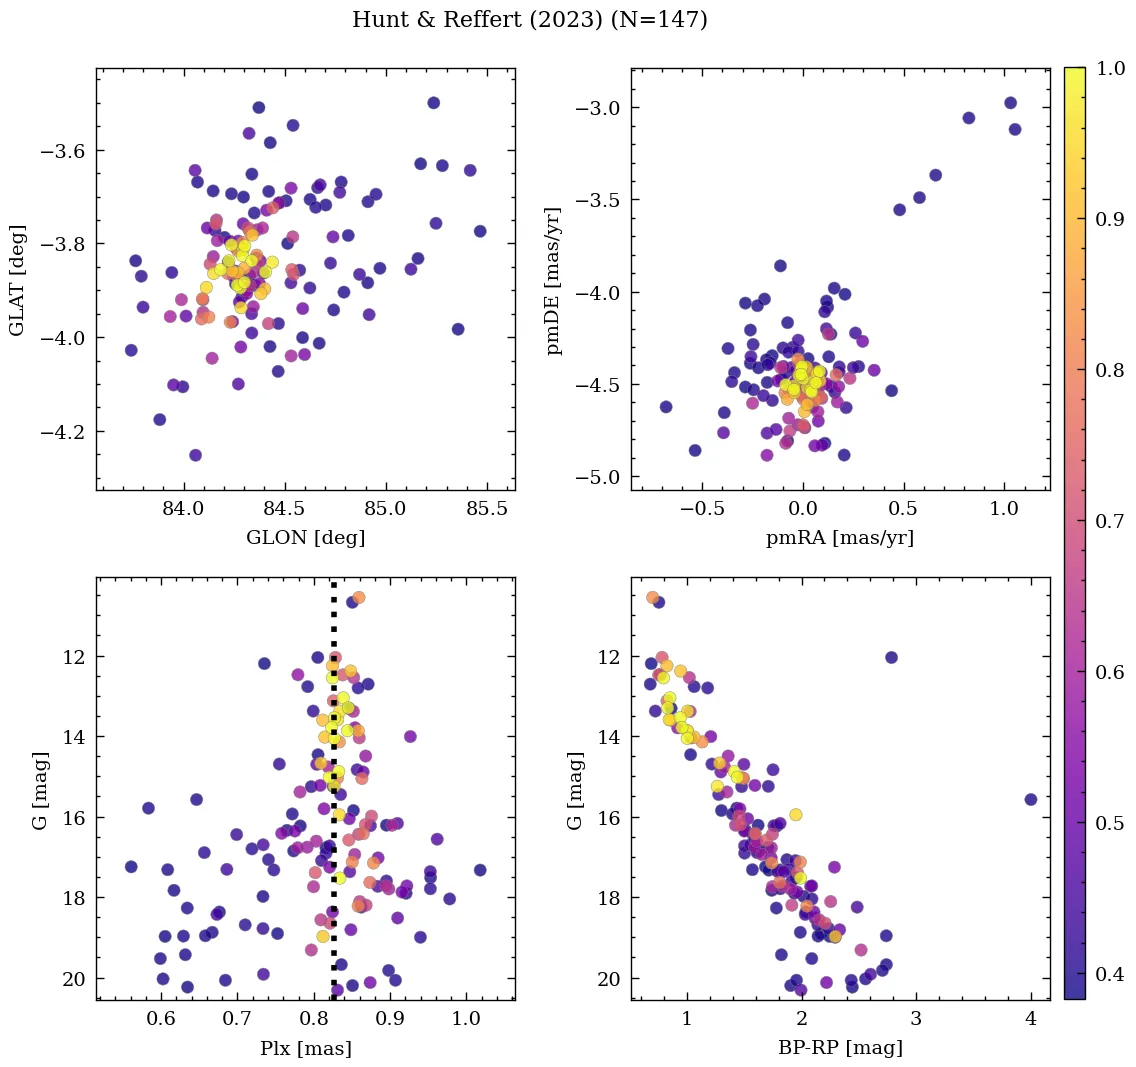 Hunt & Reffert (2023) (N=147)
−3.6
−3.8
−4.0
−4.2
GLAT [deg]
84.0 84.5 85.0 85.5
GLON [deg]
−3.0
−3.5
−4.0
−4.5
−5.0
pmDE [mas/yr]
−0.5 0.0 0.5 1.0
pmRA [mas/yr]
12
14
16
18
20
G [mag]
0.6 0.7 0.8 0.9 1.0
Plx [mas]
12
14
16
18
20
G [mag]
1 2 3 4
BP-RP [mag]
1.0
0.9
0.8
0.7
0.6
0.5
0.4